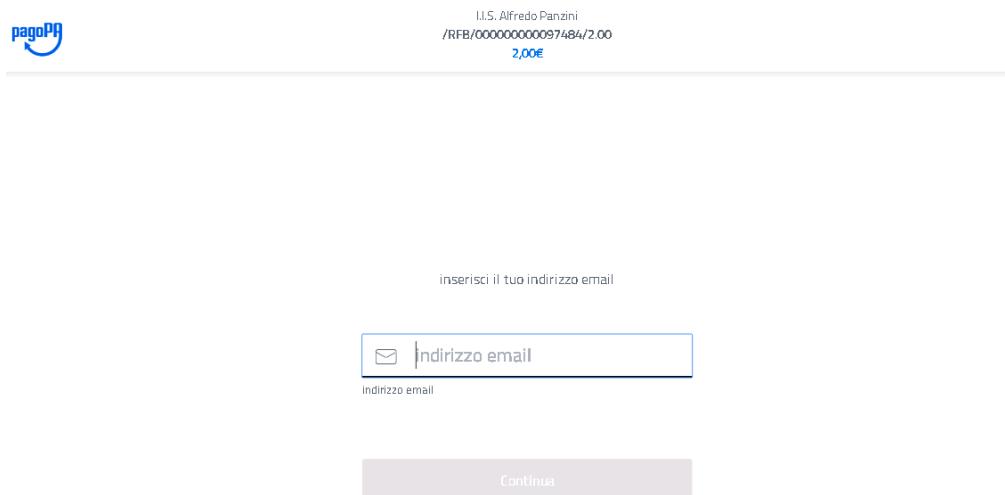 pagoPA
I.I.S. Alfredo Panzini
/RFB/000000000097484/2.00
2,00€
inserisci il tuo indirizzo email
indirizzo email
indirizzo email
Continua